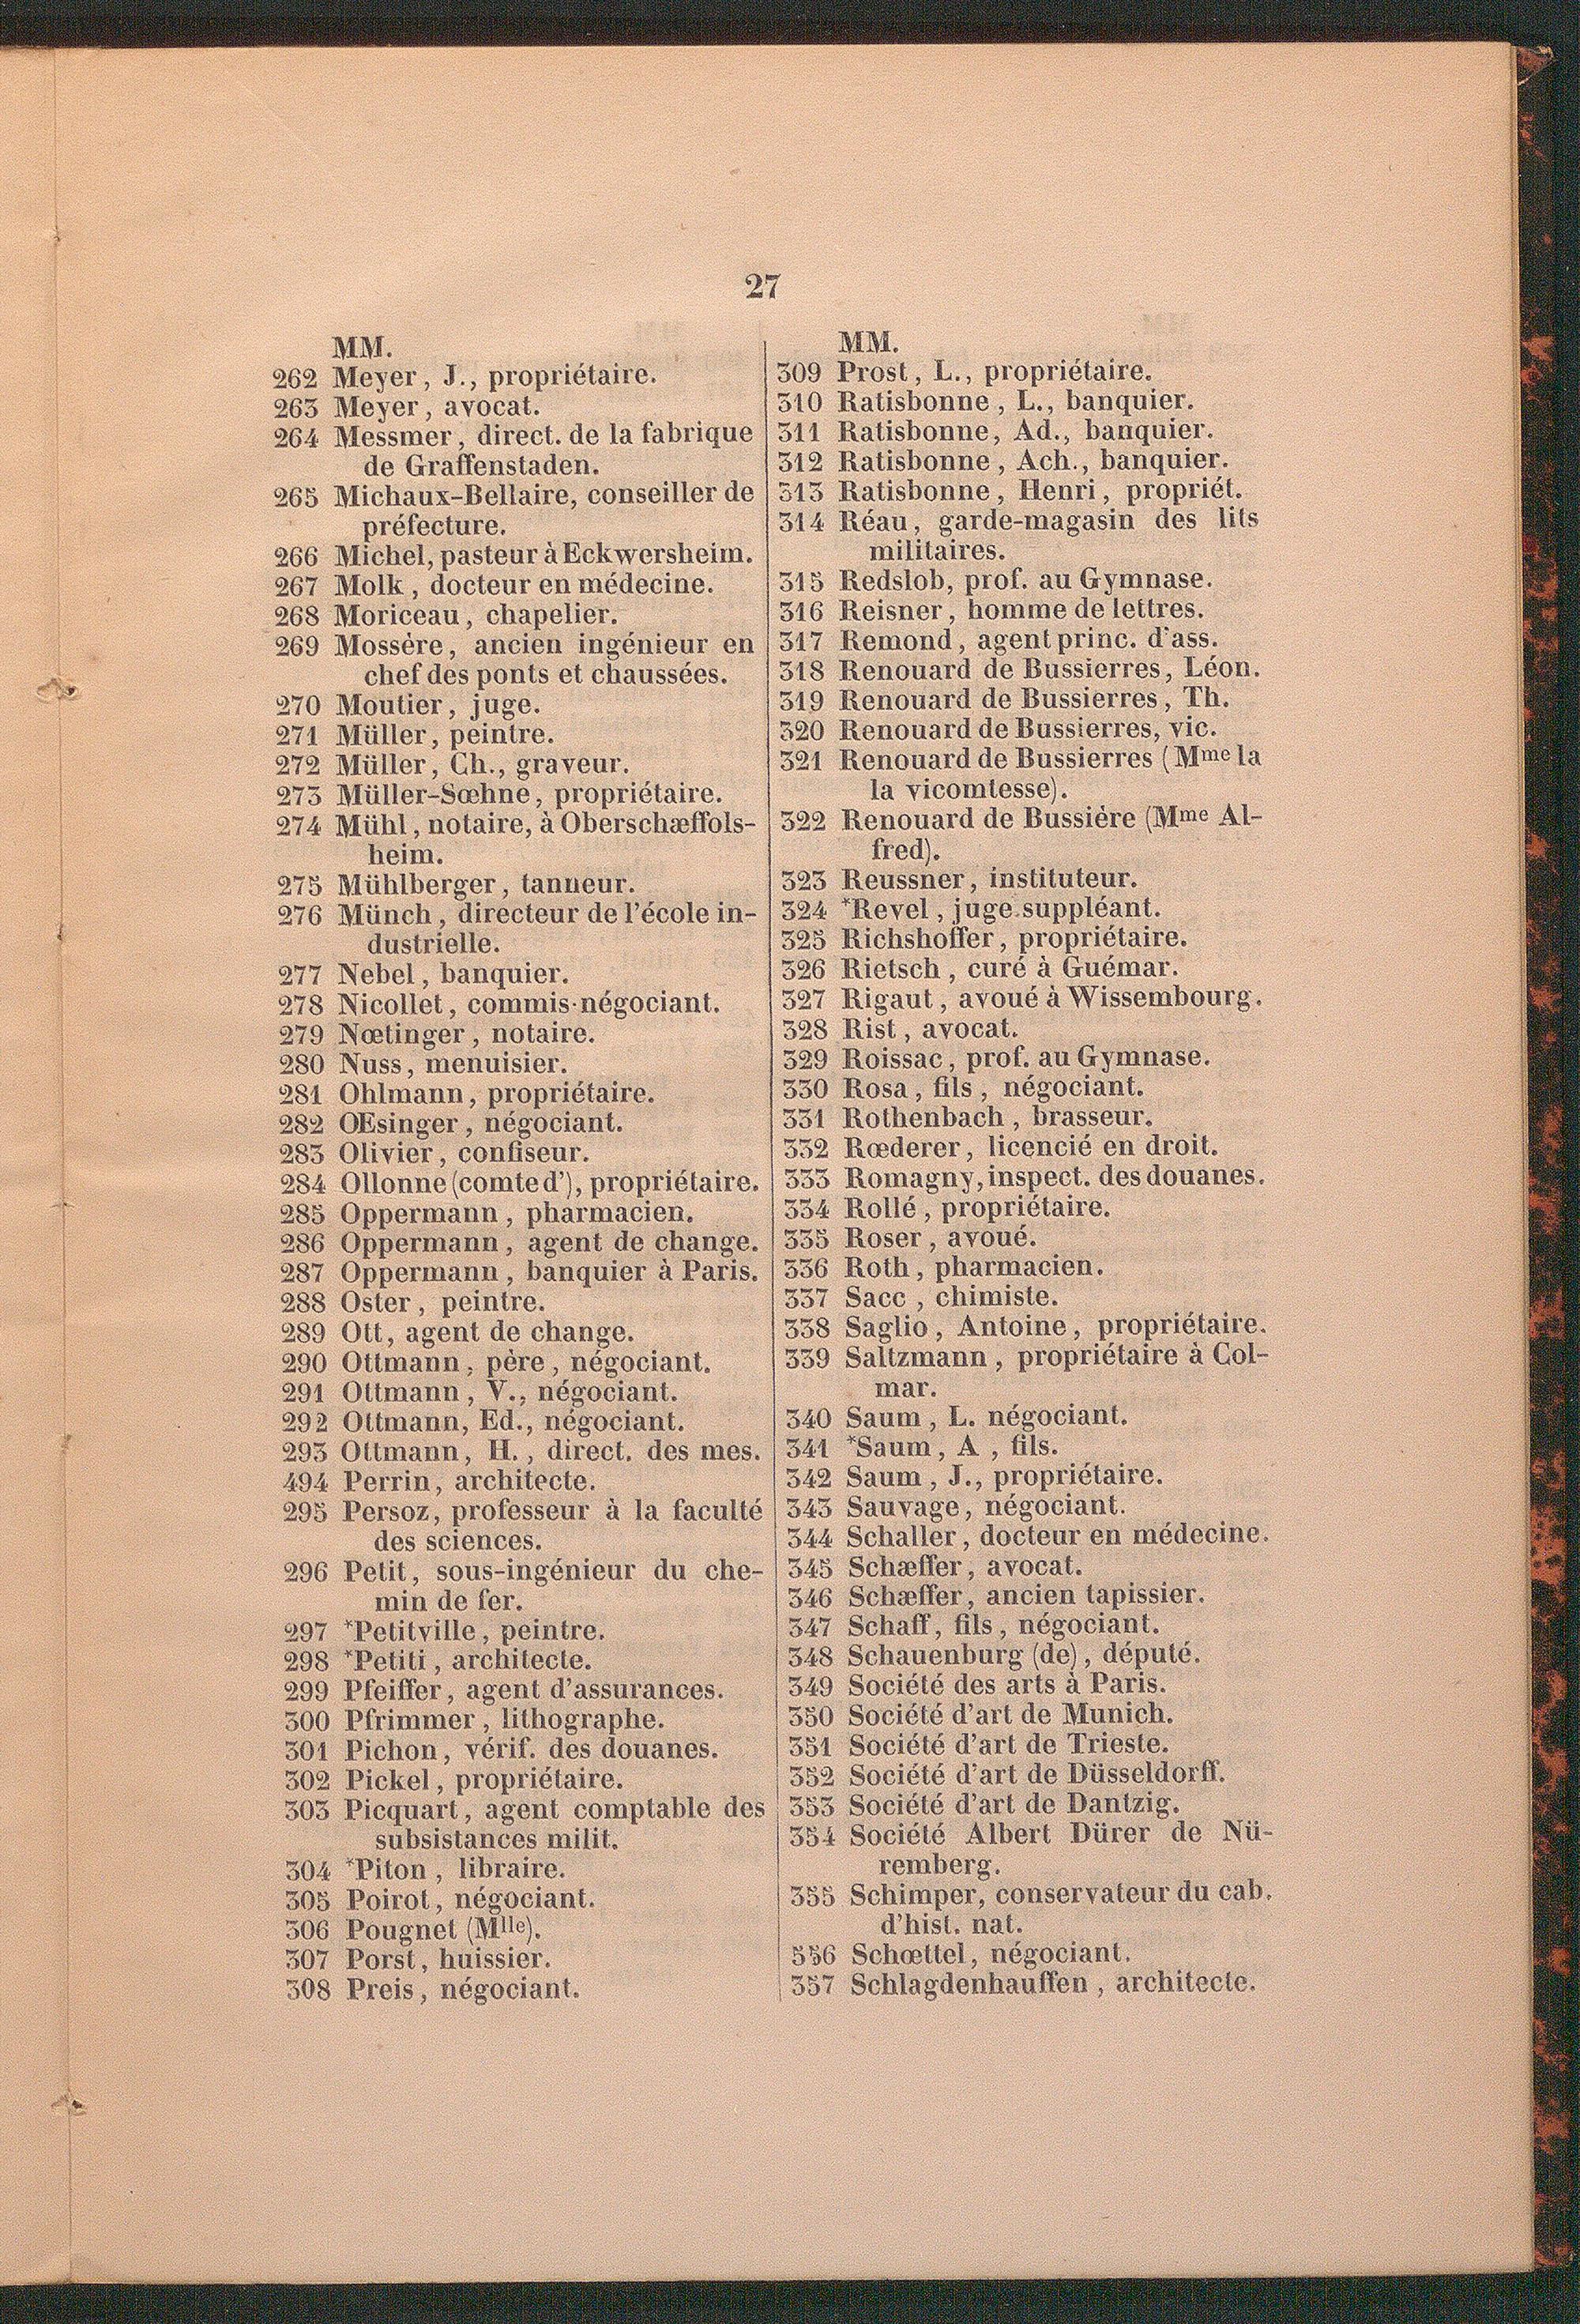 27
MM.
262 Meyer, J., propriétaire.
263 Meyer, avocat.
264 Messmer, direct. de la fabrique
de Graffenstaden.
265 Michaux-Bellaire, conseiller de
préfecture.
266 Michel, pasteur à Eckwersheim.
267 Molk, docteur en médecine.
268 Moriceau, chapelier.
269 Mossère, ancien ingénieur en
chef des ponts et chaussées.
270 Moutier, juge.
271 Müller, peintre.
272 Müller, Ch., graveur.
273 Müller-Sœhne, propriétaire.
274 Mühl, notaire, à Oberschæffols-
heim.
275 Mühlberger, tanneur.
276 Münch, directeur de l'école in-
dustrielle.
277 Nebel, banquier.
278 Nicollet, commis-négociant.
279 Nœtinger, notaire.
280 Nuss, menuisier.
281 Ohlmann, propriétaire.
282 OEsinger, négociant.
283 Olivier, confiseur.
284 Ollonne (comte d'), propriétaire.
285 Oppermann, pharmacien.
286 Oppermann, agent de change.
287 Oppermann, banquier à Paris.
288 Oster, peintre.
289 Ott, agent de change.
290 Ottmann, père, négociant.
291 Ottmann, V., négociant.
292 Ottmann, Ed., négociant.
293 Ottmann, H., direct. des mes.
494 Perrin, architecte.
295 Persoz, professeur à la faculté
des sciences.
296 Petit, sous-ingénieur du che-
min de fer.
297 *Petitville, peintre.
298 *Petiti, architecte.
299 Pfeiffer, agent d'assurances.
300 Pfrimmer, lithographe.
301 Pichon, vérif. des douanes.
302 Pickel, propriétaire.
303 Picquart, agent comptable des
subsistances milit.
304 *Piton, libraire.
305 Poirot, négociant.
306 Pougnet (Mlle).
307 Porst, huissier.
308 Preis, négociant.
MM.
309 Prost, L., propriétaire.
310 Ratisbonne, L., banquier.
311 Ratisbonne, Ad., banquier.
312 Ratisbonne, Ach., banquier.
313 Ratisbonne, Henri, propriét.
314 Réau, garde-magasin des lits
militaires.
315 Redslob, prof. au Gymnase.
316 Reisner, homme de lettres.
317 Remond, agent princ. d'ass.
318 Renouard de Bussierres, Léon.
319 Renouard de Bussierres, Th.
320 Renouard de Bussierres, vic.
321 Renouard de Bussierres (Mme la
la vicomtesse).
322 Renouard de Bussière (Mme Al-
fred).
323 Reussner, instituteur.
324 *Revel, juge suppléant.
325 Richshoffer, propriétaire.
326 Rietsch, curé à Guémar.
327 Rigaut, avoué à Wissembourg.
328 Rist, avocat.
329 Roissac, prof. au Gymnase.
330 Rosa, fils, négociant.
331 Rothenbach, brasseur.
332 Rœderer, licencié en droit.
333 Romagny, inspect. des douanes.
334 Rollé, propriétaire.
335 Roser, avoué.
336 Roth, pharmacien.
337 Sacc, chimiste.
338 Saglio, Antoine, propriétaire.
339 Saltzmann, propriétaire à Col-
mar.
340 Saum, L. négociant.
341 *Saum, A, fils.
342 Saum, J., propriétaire.
343 Sauvage, négociant.
344 Schaller, docteur en médecine.
345 Schæffer, avocat.
346 Schæffer, ancien tapissier.
347 Schaff, fils, négociant.
348 Schauenburg (de), député.
349 Société des arts à Paris.
350 Société d'art de Munich.
351 Société d'art de Trieste.
352 Société d'art de Düsseldorff.
353 Société d'art de Dantzig.
354 Société Albert Dürer de Nü-
remberg.
355 Schimper, conservateur du cab.
d'hist. nat.
356 Schœttel, négociant.
357 Schlagdenhauffen, architecte.